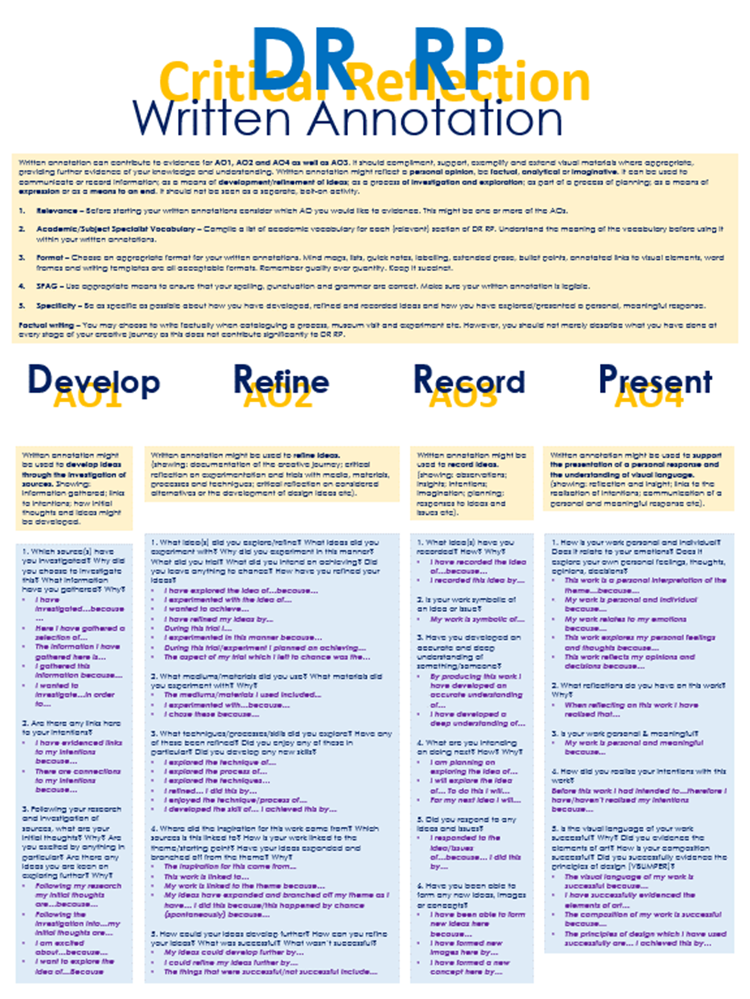 DR RP
Critical Reflection
Written Annotation
Written annotation can contribute to evidence for AO1, AO2 and AO4 as well as AO3. It should compliment, support, exemplify and extend visual materials where appropriate,
providing further evidence of your knowledge and understanding. Written annotation might reflect a personal opinion, be factual, analytical or imaginative. It can be used to
communicate or record information; as a means of development/refinement of ideas; as a process of investigation and exploration; as part of a process of planning; as a means of
expression or as a means to an end. It should not be seen as a separate, bolt-on activity.
1. Relevance – Before starting your written annotations consider which AO you would like to evidence. This might be one or more of the AOs.
2. Academic/Subject Specialist Vocabulary – Compile a list of academic vocabulary for each (relevant) section of DR RP. Understand the meaning of the vocabulary before using it
within your written annotations.
3. Format – Choose an appropriate format for your written annotations. Mind maps, lists, quick notes, labelling, extended prose, bullet points, annotated links to visual elements, word
frames and writing templates are all acceptable formats. Remember quality over quantity. Keep it succinct.
4. SPAG – Use appropriate means to ensure that your spelling, punctuation and grammar are correct. Make sure your written annotation is legible.
5. Specificity – Be as specific as possible about how you have developed, refined and recorded ideas and how you have explored/presented a personal, meaningful response.
Factual writing – You may choose to write factually when cataloguing a process, museum visit and experiment etc. However, you should not merely describe what you have done at
every stage of your creative journey as this does not contribute significantly to DR RP.
Develop
AO1
Written annotation might
be used to develop ideas
through the investigation of
sources. Showing:
information gathered; links
to intentions; how initial
thoughts and ideas might
be developed.
1. Which source(s) have
you investigated? Why did
you choose to investigate
this? What information
have you gathered? Why?
• I have
investigated...because
...
• Here I have gathered a
selection of...
• The information I have
gathered here is...
• I gathered this
information because....
• I wanted to
investigate...in order
to....
2. Are there any links here
to your intentions?
• I have evidenced links
to my intentions
because...
• There are connections
to my intentions
because...
3. Following your research
and investigation of
sources, what are your
initial thoughts? Why? Are
you excited by anything in
particular? Are there any
ideas you are keen on
exploring further? Why?
• Following my research
my initial thoughts
are...because...
• Following the
investigation into...my
initial thoughts are...
• I am excited
about...because...
• I want to explore the
idea of...Because
Refine
AO2
Written annotation might be used to refine ideas.
(showing: documentation of the creative journey; critical
reflection on experimentation and trials with media, materials,
processes and techniques; critical reflection on considered
alternatives or the development of design ideas etc).
1. What idea(s) did you explore/refine? What ideas did you
experiment with? Why did you experiment in this manner?
What did you trial? What did you intend on achieving? Did
you leave anything to chance? How have you refined your
ideas?
• I have explored the idea of...because...
• I experimented with the idea of....
• I wanted to achieve...
• I have refined my ideas by...
• During this trial I...
• I experimented in this manner because...
• During this trial/experiment I planned on achieving....
• The aspect of my trial which I left to chance was the...
2. What mediums/materials did you use? What materials did
you experiment with? Why?
• The mediums/materials I used included...
• I experimented with...because...
• I chose these because....
3. What techniques/processes/skills did you explore? Have any
of these been refined? Did you enjoy any of these in
particular? Did you develop any new skills?
• I explored the technique of....
• I explored the process of....
• I explored the techniques...
• I refined... I did this by...
• I enjoyed the technique/process of....
• I developed the skill of... I achieved this by...
4. Where did the inspiration for this work come from? Which
sources is this linked to? How is your work linked to the
theme/starting point? Have your ideas expanded and
branched off from the theme? Why?
• The inspiration for this came from...
• This work is linked to...
• My work is linked to the theme because...
• My ideas have expanded and branched off my theme as I
have... I did this because/this happened by chance
(spontaneously) because...
5. How could your ideas develop further? How can you refine
your ideas? What was successful? What wasn't successful?
• My ideas could develop further by...
• I could refine my ideas further by....
• The things that were successful/not successful include....
Record
AO3
Written annotation might be
used to record ideas.
(showing: observations;
insights; intentions;
imagination; planning;
responses to ideas and
issues etc).
1. What idea(s) have you
recorded? How? Why?
• I have recorded the idea
of...because...
• I recorded this idea by....
2. Is your work symbolic of
an idea or issue?
• My work is symbolic of....
3. Have you developed an
accurate and deep
understanding of
something/someone?
• By producing this work I
have developed an
accurate understanding
of...
• I have developed a
deep understanding of...
4. What are you intending
on doing next? How? Why?
• I am planning on
exploring the idea of...
• I will explore the idea
of... To do this I will....
• For my next idea I will....
5. Did you respond to any
ideas and issues?
• I responded to the
idea/issues
of...because... I did this
by....
6. Have you been able to
form any new ideas, images
or concepts?
• I have been able to form
new ideas here
because...
• I have formed new
images here by....
• I have formed a new
concept here by....
Present
AO4
Written annotation might be used to support
the presentation of a personal response and
the understanding of visual language.
(showing: reflection and insight; links to the
realisation of intentions; communication of a
personal and meaningful response etc).
1. How is your work personal and individual?
Does it relate to your emotions? Does it
explore your own personal feelings, thoughts,
opinions, decisions?
• This work is a personal interpretation of the
theme...because....
• My work is personal and individual
because....
• My work relates to my emotions
because....
• This work explores my personal feelings
and thoughts because....
• This work reflects my opinions and
decisions because....
2. What reflections do you have on this work?
Why?
• When reflecting on this work I have
realised that...
3. Is your work personal & meaningful?
• My work is personal and meaningful
because...
4. How did you realise your intentions with this
work?
Before this work I had intended to....therefore I
have/haven't realised my intentions
because...
5. Is the visual language of your work
successful? Why? Did you evidence the
elements of art? How is your composition
successful? Did you successfully evidence the
principles of design (VBUMPER)?
• The visual language of my work is
successful because...
• I have successfully evidenced the
elements of art...
• The composition of my work is successful
because....
• The principles of design which I have used
successfully are... I achieved this by...